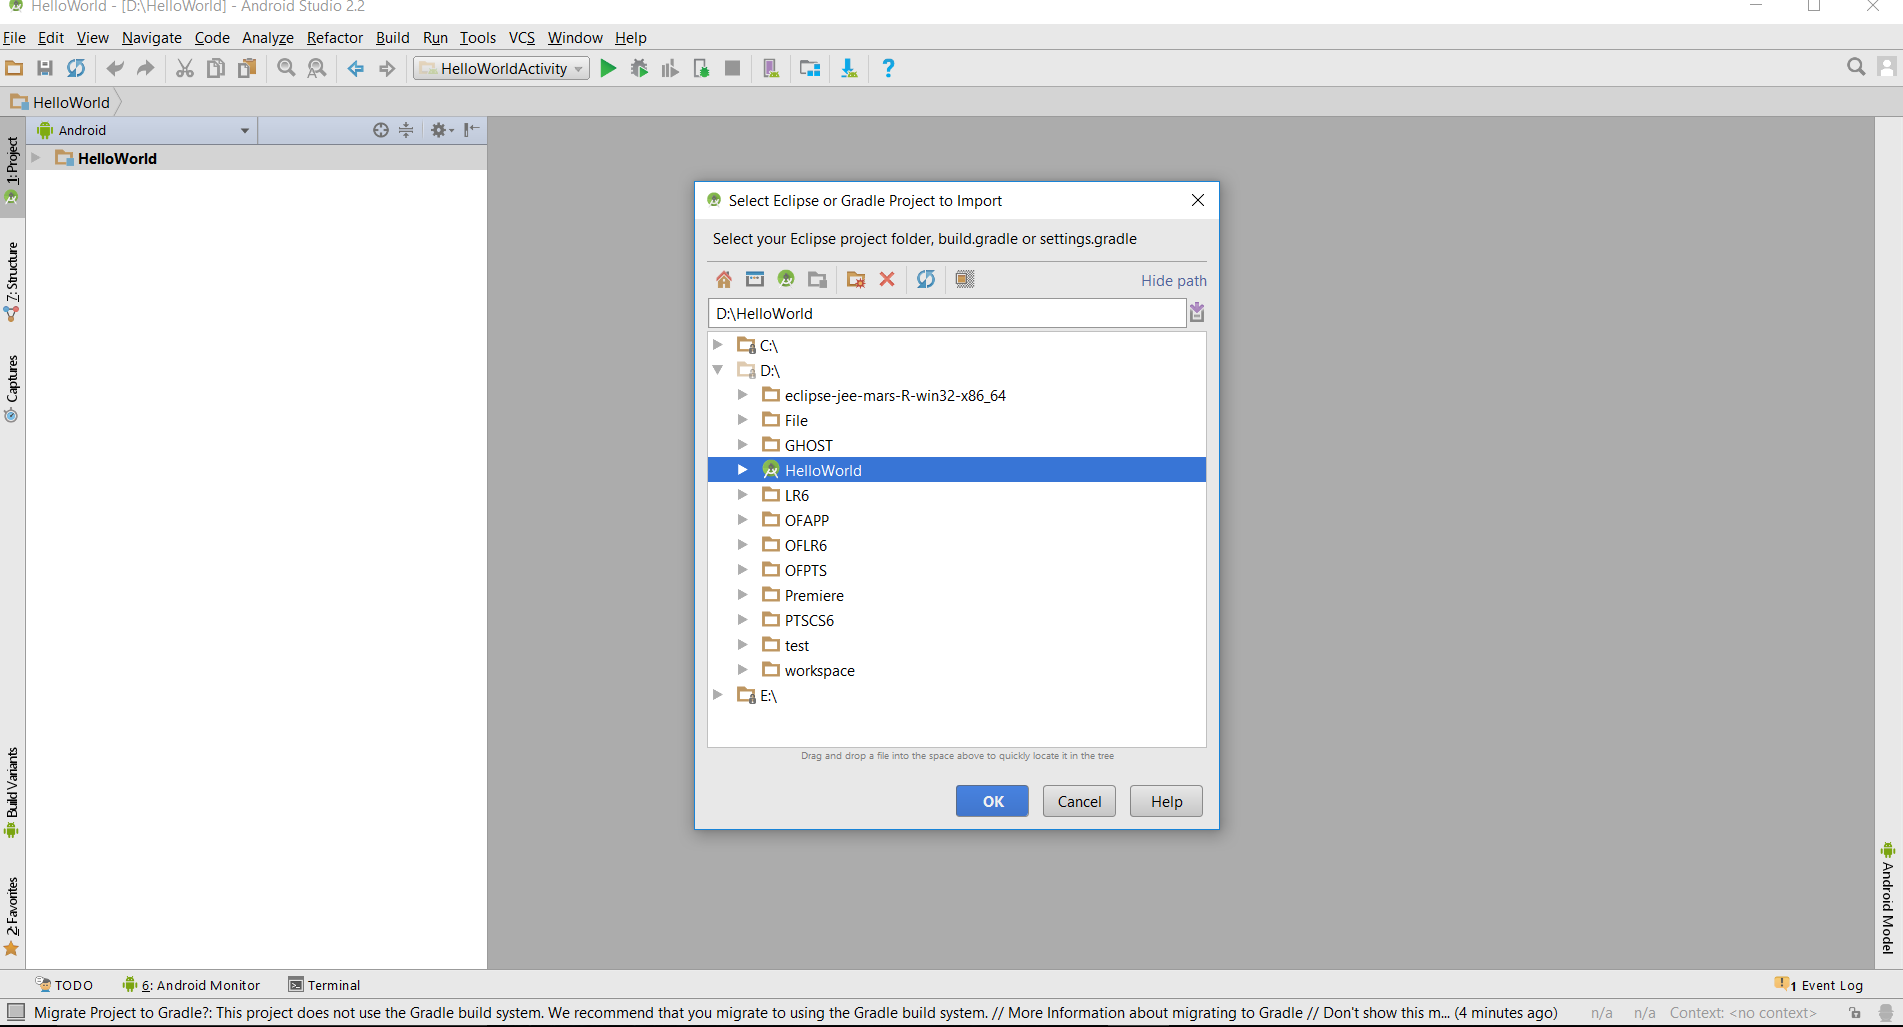 HelloWorld - [D:\HelloWorld] - Android Studio 2.2
File Edit View Navigate Code Analyze Refactor Build Run Tools VCS Window Help
HelloWorldActivity
HelloWorld
Android
HelloWorld
1: Project
7: Structure
Captures
Build Variants
2: Favorites
Select Eclipse or Gradle Project to Import
Select your Eclipse project folder, build.gradle or settings.gradle
Hide path
D:\HelloWorld
C:\
D:\
eclipse-jee-mars-R-win32-x86_64
File
GHOST
HelloWorld
LR6
OFAPP
OFLR6
OFPTS
Premiere
PTSCS6
test
workspace
E:\
Drag and drop a file into the space above to quickly locate it in the tree
OK Cancel Help
Android Model
TODO 6: Android Monitor Terminal 1 Event Log
Migrate Project to Gradle?: This project does not use the Gradle build system. We recommend that you migrate to using the Gradle build system. // More Information about migrating to Gradle // Don't show this m... (4 minutes ago) n/a n/a Context: <no context>